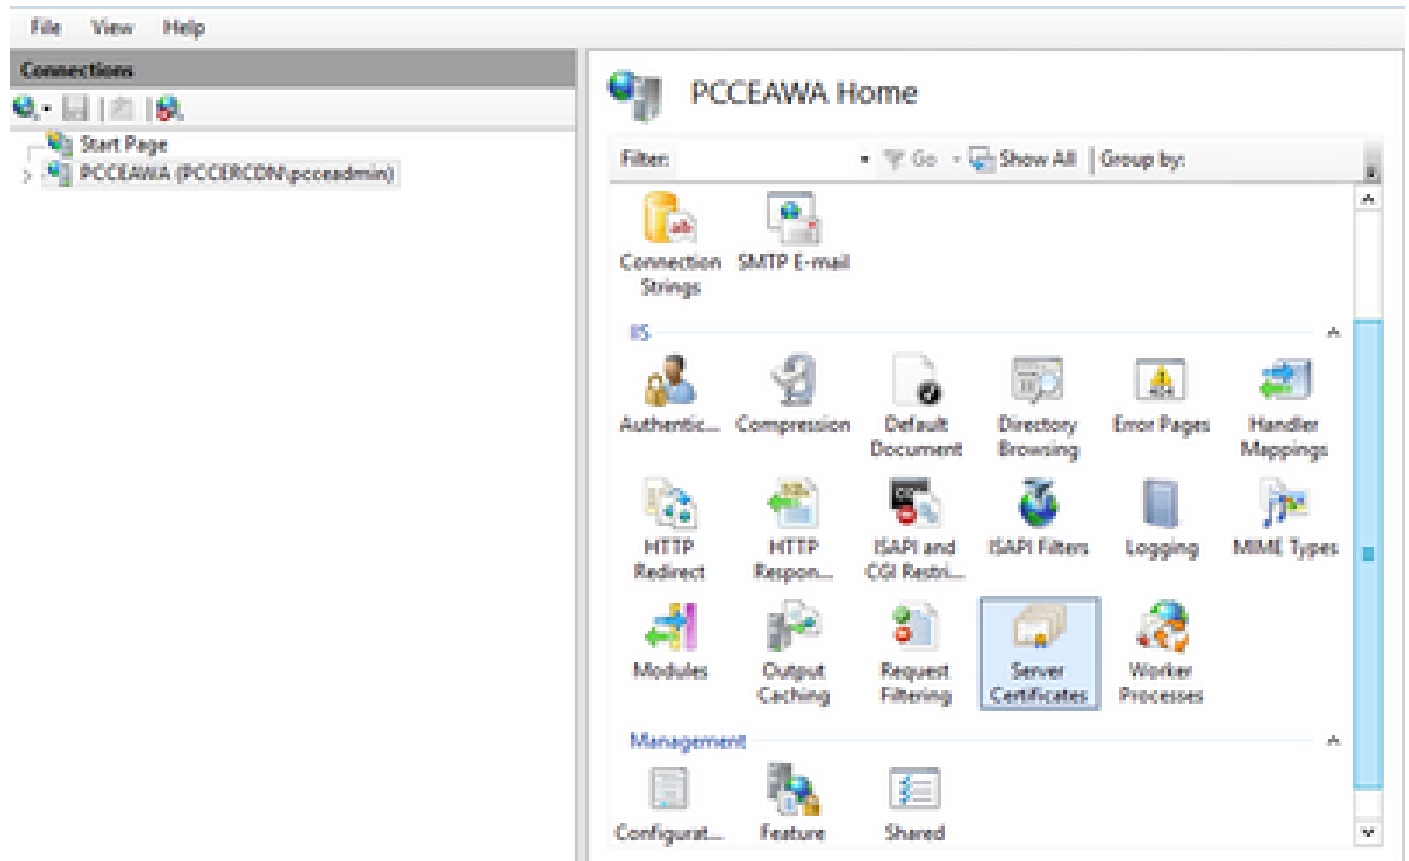 File View Help
Connections
PCCEAWA Home
Start Page
PCCEAWA (PCCERCDN\pcceadmin)
Filter: Go Show All Group by:
Connection Strings
SMTP E-mail
IIS
Authentic...
Compression
Default Document
Directory Browsing
Error Pages
Handler Mappings
HTTP Redirect
HTTP Respon...
ISAPI and CGI Restri...
ISAPI Filters
Logging
MIME Types
Modules
Output Caching
Request Filtering
Server Certificates
Worker Processes
Management
Configurat...
Feature
Shared